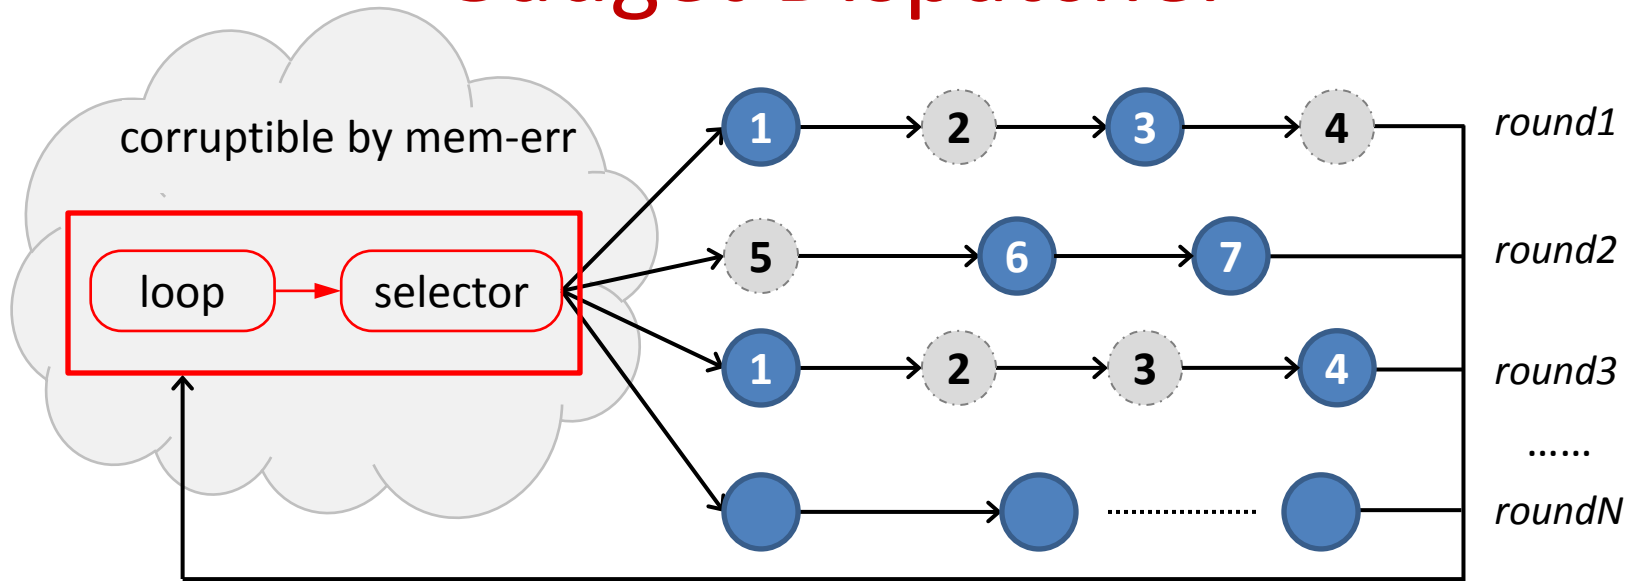 corruptible by mem-err
loop
selector
1 2 3 4 round1
5 6 7 round2
1 2 3 4 round3
......
roundN